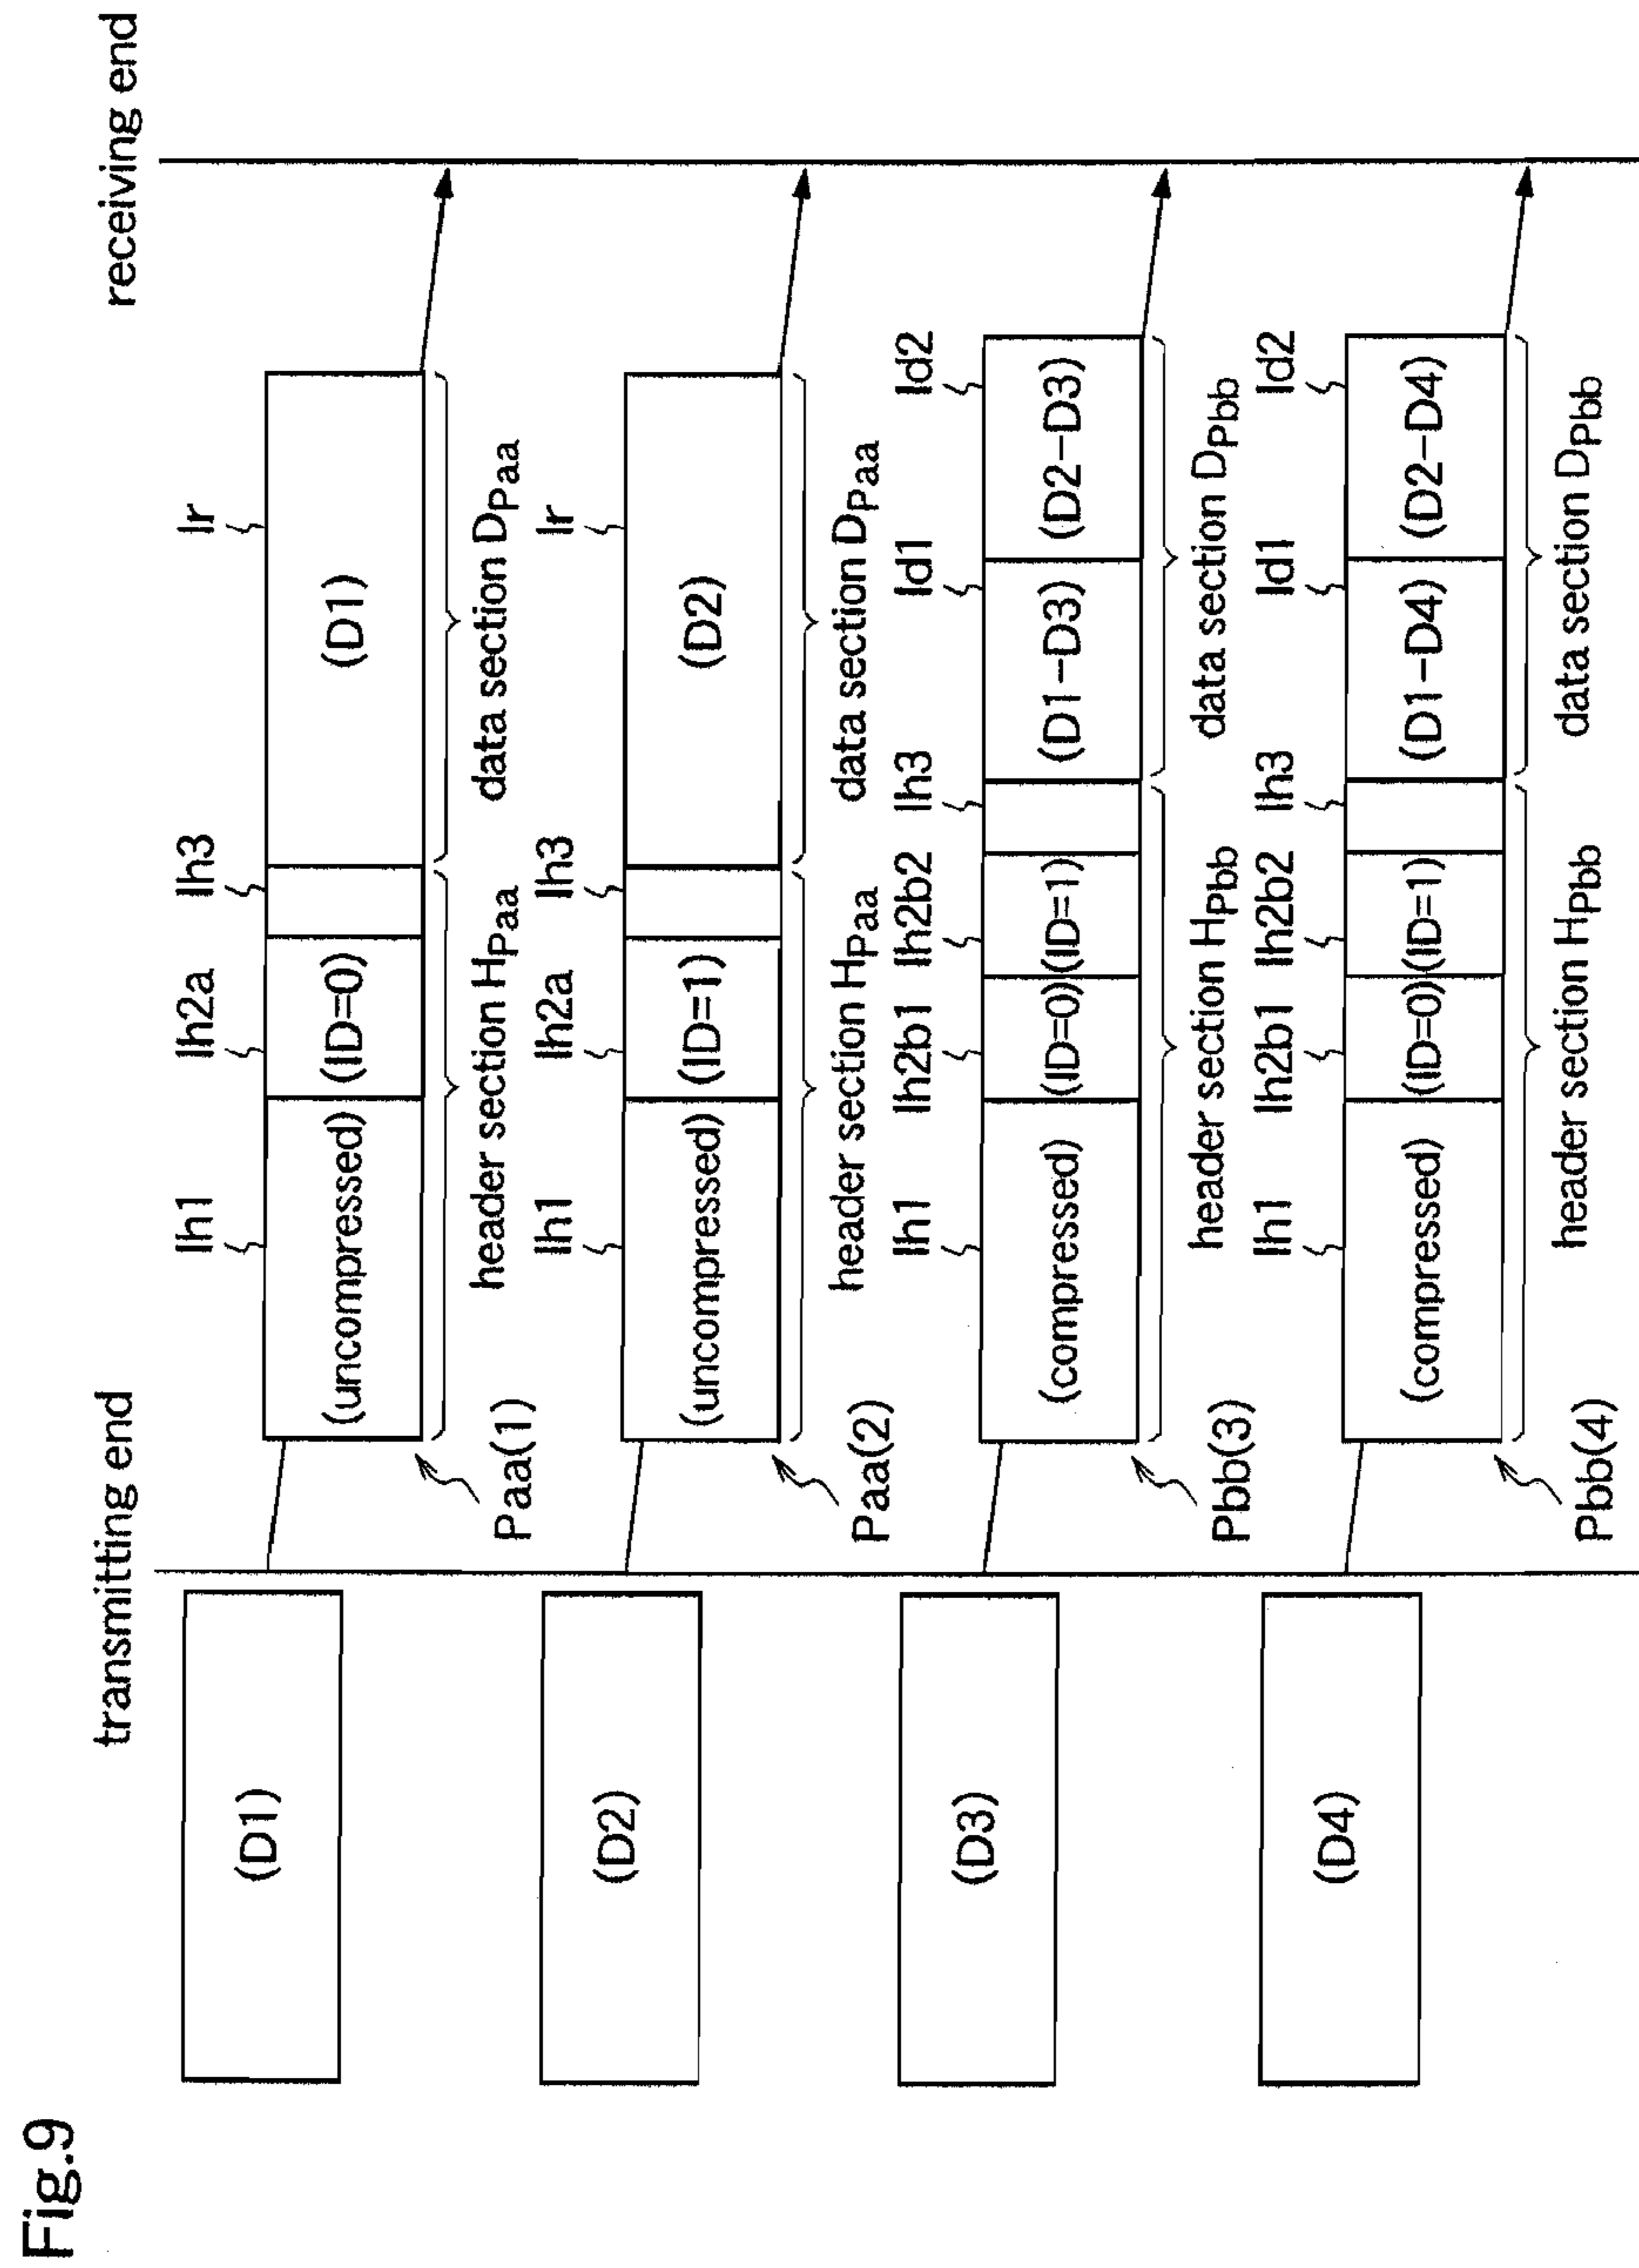 Fig.9
transmitting end
receiving end
Ih1
Ih2a
Ih3
Ir
(D1)
(uncompressed)
(ID=0)
(D1)
header section HPaa
data section DPaa
Paa(1)
Ih1
Ih2a
Ih3
Ir
(D2)
(uncompressed)
(ID=1)
(D2)
header section HPaa
data section DPaa
Paa(2)
Ih1
Ih2b1
Ih2b2
Ih3
Id1
Id2
(D3)
(compressed)
(ID=0)
(ID=1)
(D1-D3)
(D2-D3)
header section HPbb
data section DPbb
Pbb(3)
Ih1
Ih2b1
Ih2b2
Ih3
Id1
Id2
(D4)
(compressed)
(ID=0)
(ID=1)
(D1-D4)
(D2-D4)
header section HPbb
data section DPbb
Pbb(4)